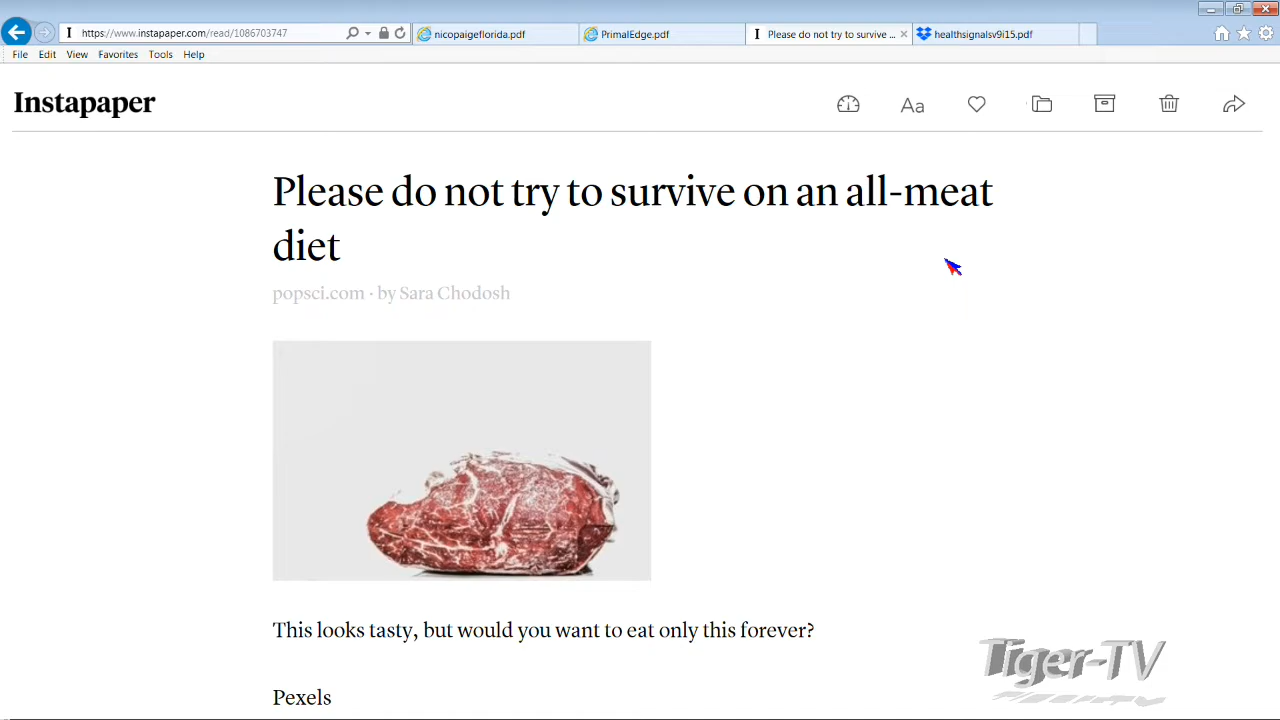 https://www.instapaper.com/read/1086703747
nicopaigeflorida.pdf
PrimalEdge.pdf
Please do not try to survive ...
healthsignalsv9i15.pdf
File Edit View Favorites Tools Help
Instapaper
Aa
Please do not try to survive on an all-meat
diet
popsci.com · by Sara Chodosh
This looks tasty, but would you want to eat only this forever?
Pexels
Tiger-TV